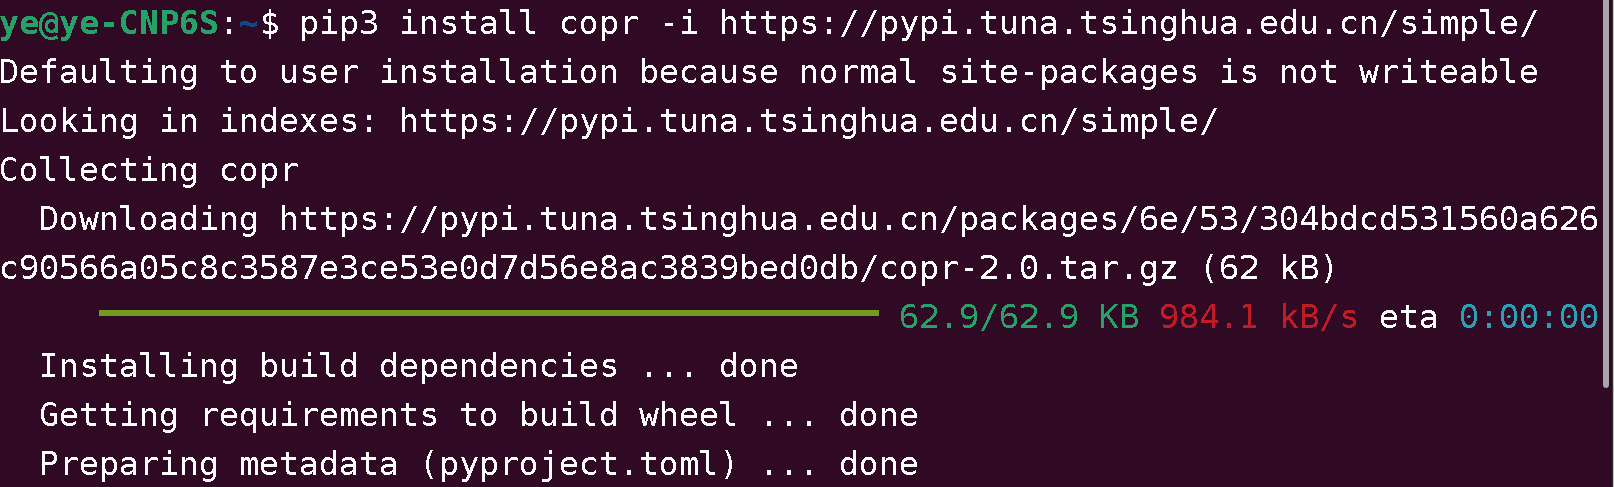 ye@ye-CNP6S:~$ pip3 install copr -i https://pypi.tuna.tsinghua.edu.cn/simple/
Defaulting to user installation because normal site-packages is not writeable
Looking in indexes: https://pypi.tuna.tsinghua.edu.cn/simple/
Collecting copr
  Downloading https://pypi.tuna.tsinghua.edu.cn/packages/6e/53/304bdcd531560a626
c90566a05c8c3587e3ce53e0d7d56e8ac3839bed0db/copr-2.0.tar.gz (62 kB)
62.9/62.9 KB 984.1 kB/s eta 0:00:00
  Installing build dependencies ... done
  Getting requirements to build wheel ... done
  Preparing metadata (pyproject.toml) ... done